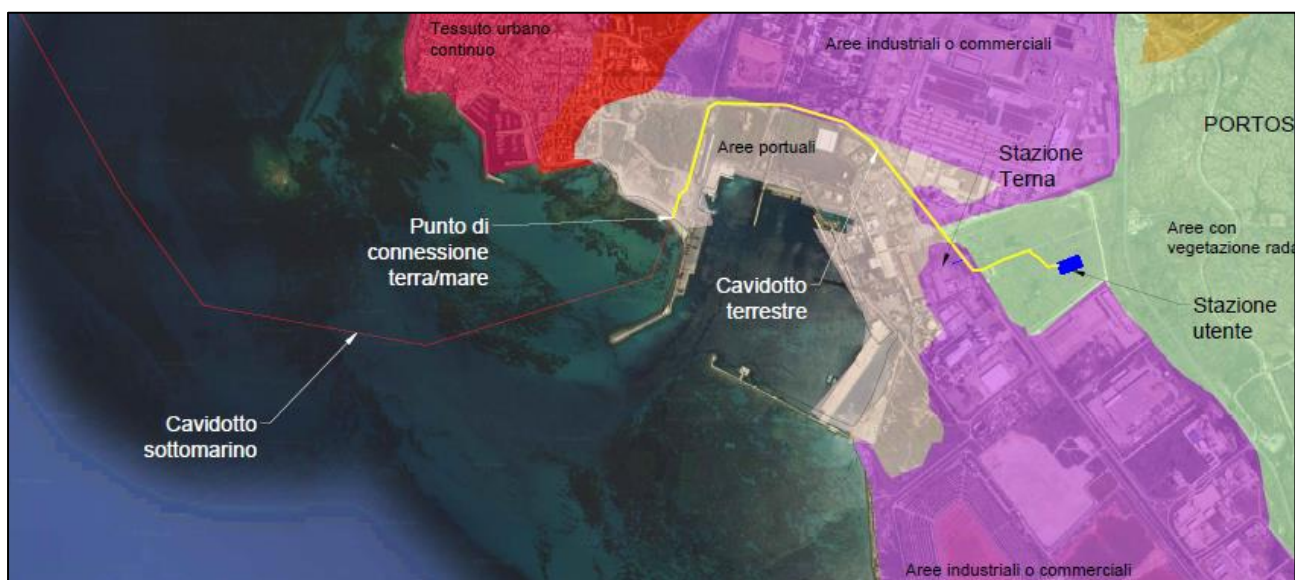 Tessuto urbano
continuo
Aree industriali o commerciali
PORTOS
Aree portuali
Stazione
Terna
Punto di
connessione
terra/mare
Aree con
vegetazione rada
Cavidotto
terrestre
Stazione
utente
Cavidotto
sottomarino
Aree industriali o commerciali